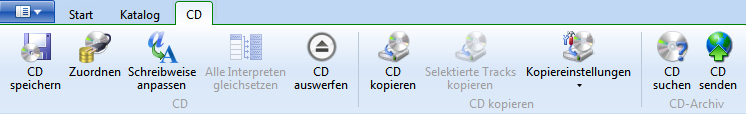 Start Katalog CD
CD speichern
Zuordnen
Schreibweise anpassen
Alle Interpreten gleichsetzen
CD auswerfen
CD kopieren
Selektierte Tracks kopieren
Kopiereinstellungen
CD suchen
CD senden
CD
CD kopieren
CD-Archiv